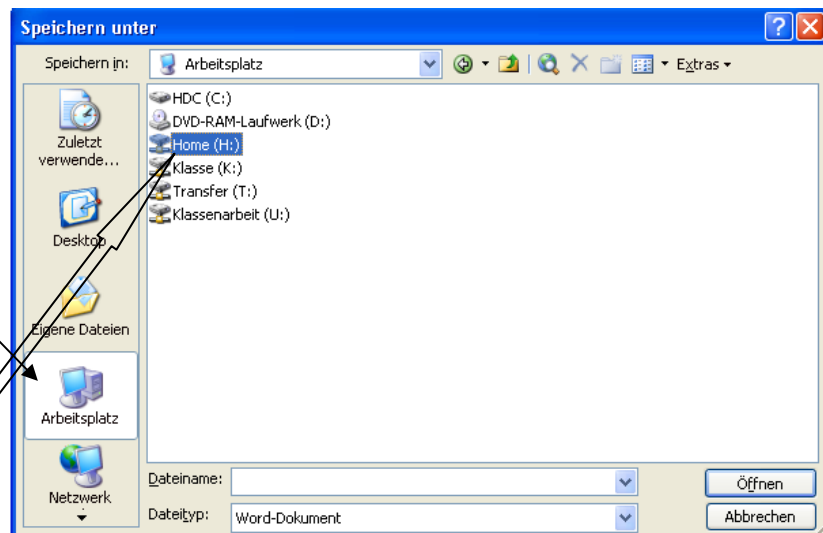 Speichern unter
Speichern in: Arbeitsplatz Extras
HDC (C:)
DVD-RAM-Laufwerk (D:)
Home (H:)
Klasse (K:)
Transfer (T:)
Klassenarbeit (U:)
Zuletzt
verwende...
Desktop
Eigene Dateien
Arbeitsplatz
Netzwerk
Dateiname: Öffnen
Dateityp: Word-Dokument Abbrechen